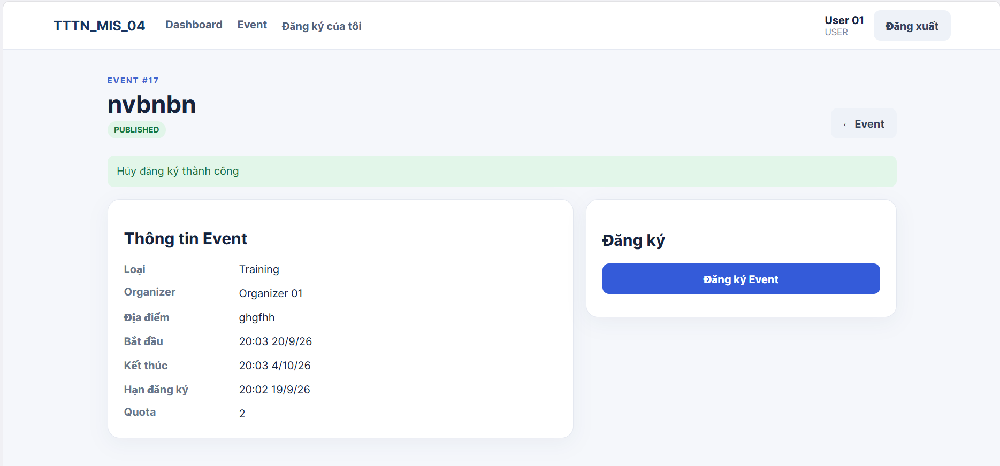 TTTN_MIS_04 Dashboard Event Đăng ký của tôi
User 01
USER
Đăng xuất
EVENT #17
nvbnbn
PUBLISHED
← Event
Hủy đăng ký thành công
Thông tin Event
Loại Training
Organizer Organizer 01
Địa điểm ghgfhh
Bắt đầu 20:03 20/9/26
Kết thúc 20:03 4/10/26
Hạn đăng ký 20:02 19/9/26
Quota 2
Đăng ký
Đăng ký Event